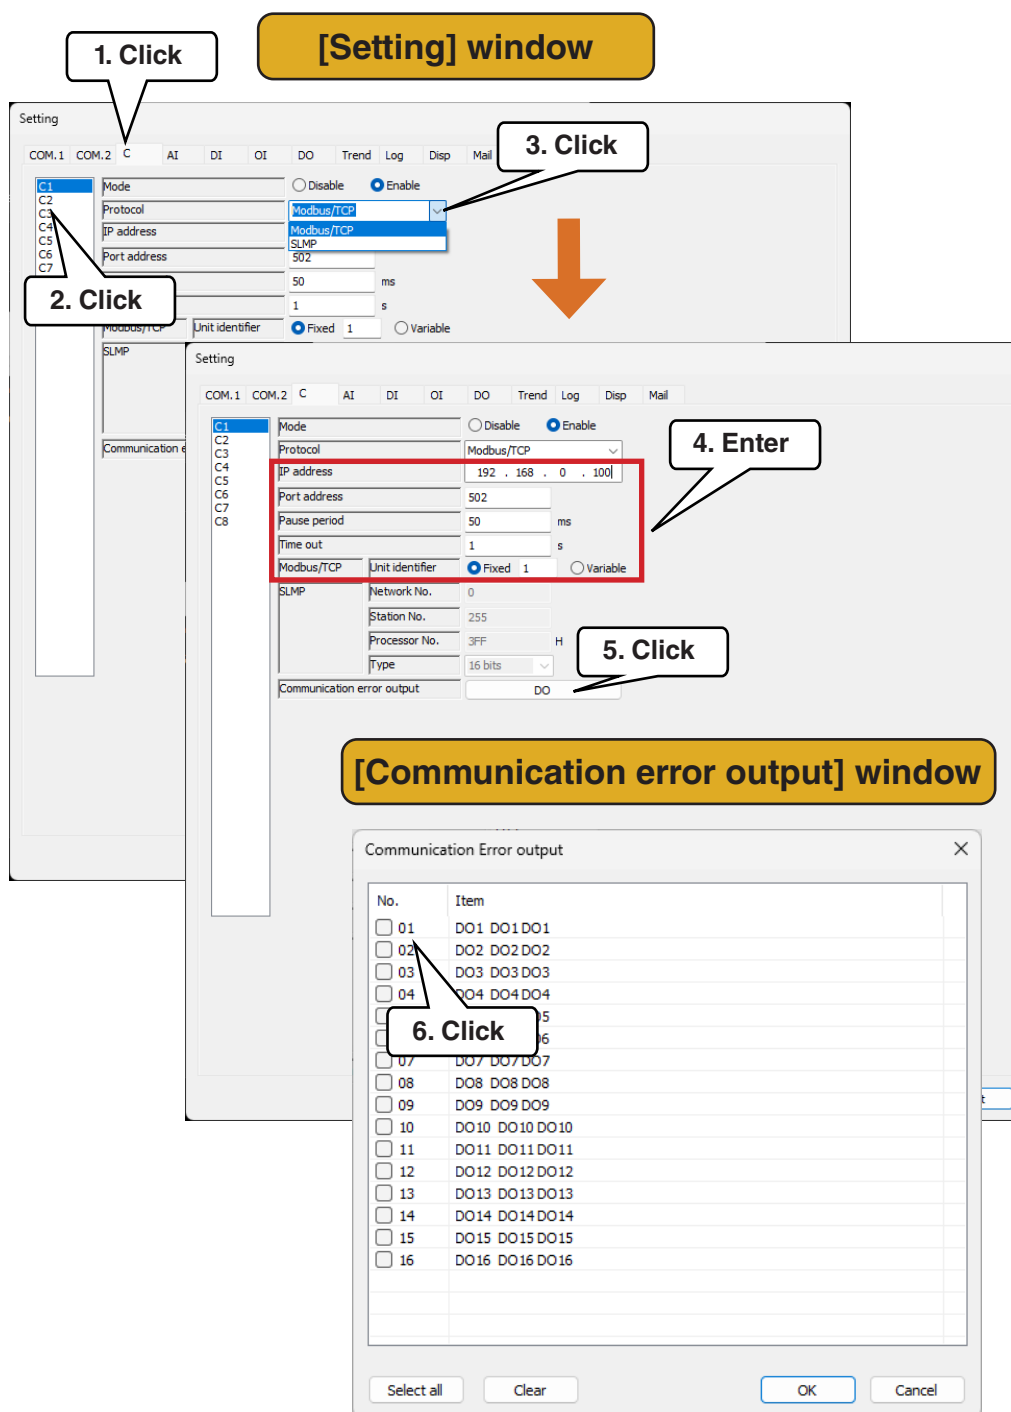 [Setting] window
1. Click
Setting
3. Click
COM.1 COM.2 C AI DI OI DO Trend Log Disp Mail
C1 Mode Disable Enable
C2
C3 Protocol Modbus/TCP
C4 IP address Modbus/TCP
C5 SLMP
C6 Port address 502
C7
50 ms
2. Click
1 s
Modbus/TCP Unit identifier Fixed 1 Variable
SLMP
Communication e
Setting
COM.1 COM.2 C AI DI OI DO Trend Log Disp Mail
C1 Mode Disable Enable
C2
C3 Protocol Modbus/TCP
4. Enter
C4 IP address 192 . 168 . 0 . 100
C5
C6 Port address 502
C7
C8 Pause period 50 ms
Time out 1 s
Modbus/TCP Unit identifier Fixed 1 Variable
SLMP Network No. 0
Station No. 255
Processor No. 3FF H
5. Click
Type 16 bits
Communication error output DO
[Communication error output] window
Communication Error output
No. Item
01 DO1 DO1 DO1
02 DO2 DO2 DO2
03 DO3 DO3 DO3
04 DO4 DO4 DO4
05
6. Click
06
07 DO7 DO7 DO7
08 DO8 DO8 DO8
09 DO9 DO9 DO9
10 DO10 DO10 DO10
11 DO11 DO11 DO11
12 DO12 DO12 DO12
13 DO13 DO13 DO13
14 DO14 DO14 DO14
15 DO15 DO15 DO15
16 DO16 DO16 DO16
t
Select all Clear OK Cancel